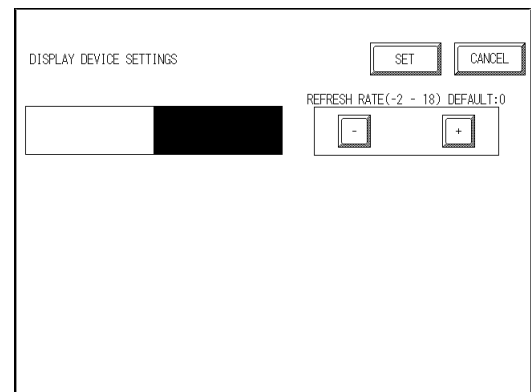 DISPLAY DEVICE SETTINGS
SET
CANCEL
REFRESH RATE(-2 - 18) DEFAULT:0
-
+